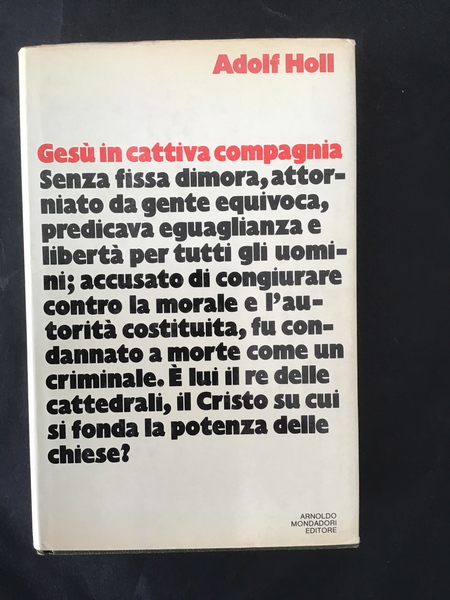 Adolf Holl
Gesù in cattiva compagnia
Senza fissa dimora, attor-
niato da gente equivoca,
predicava eguaglianza e
libertà per tutti gli uomi-
ni; accusato di congiurare
contro la morale e l'au-
torità costituita, fu con-
dannato a morte come un
criminale. È lui il re delle
cattedrali, il Cristo su cui
si fonda la potenza delle
chiese?
ARNOLDO
MONDADORI
EDITORE